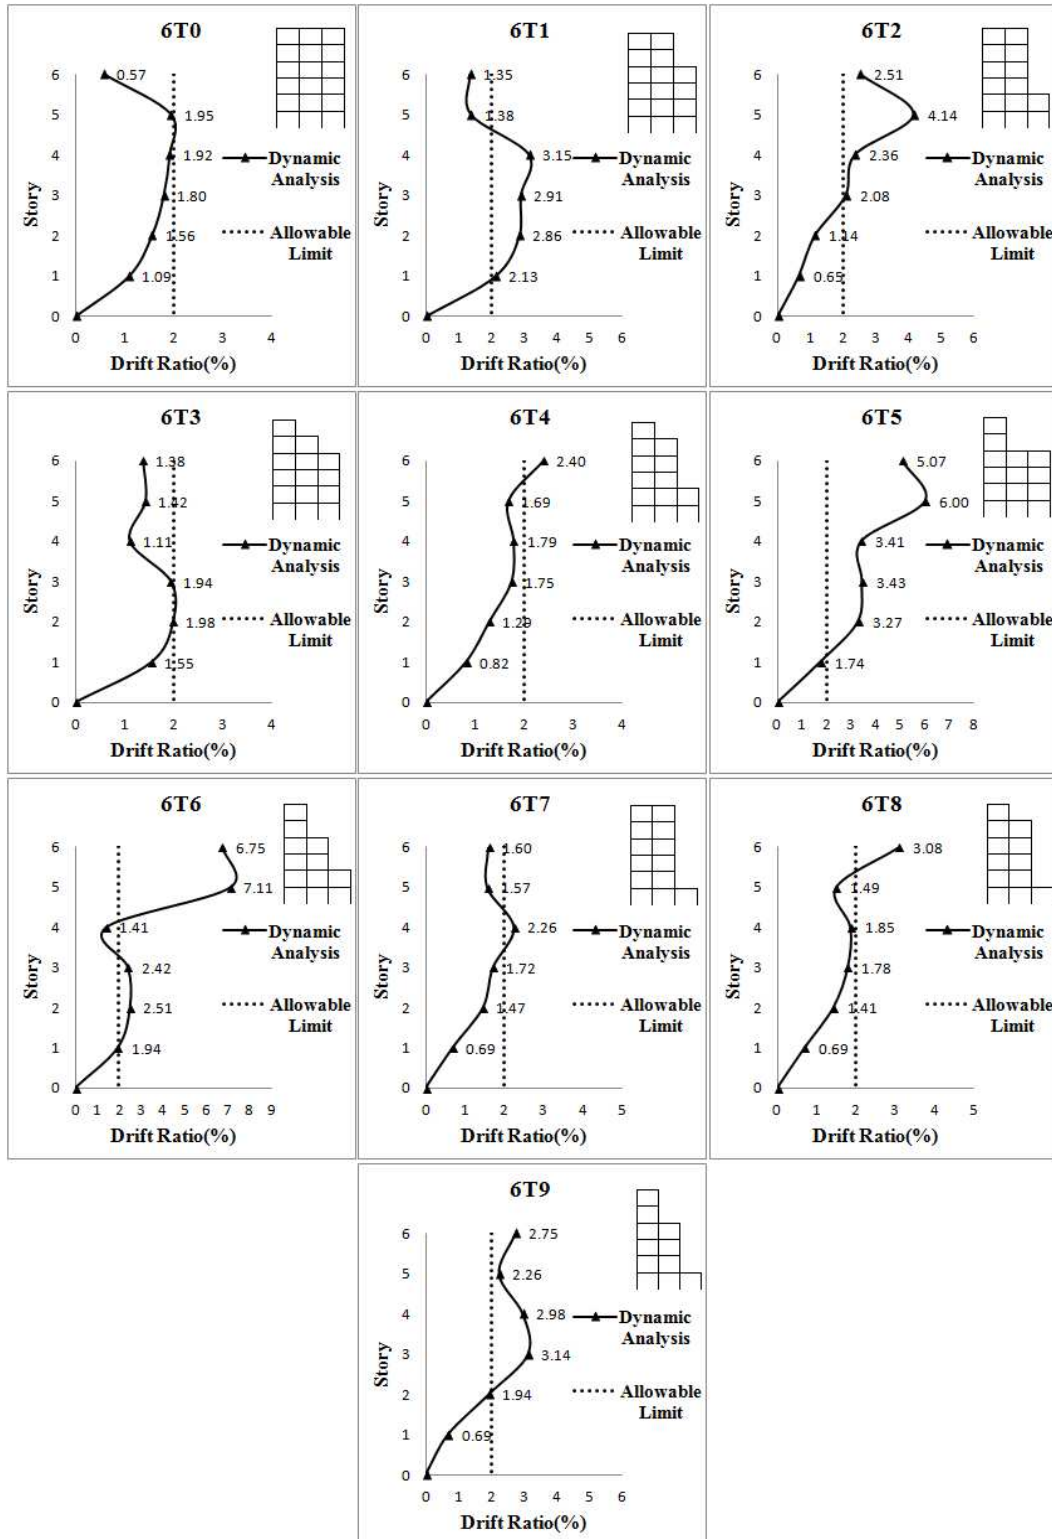 6T0
6
5
4
3
2
1
0
0.57
1.95
1.92
1.80
1.56
1.09
Story
Dynamic
Analysis
Allowable
Limit
0 1 2 3 4
Drift Ratio(%)
6T1
6
5
4
3
2
1
0
1.35
1.38
3.15
2.91
2.86
2.13
Story
Dynamic
Analysis
Allowable
Limit
0 1 2 3 4 5 6
Drift Ratio(%)
6T2
6
5
4
3
2
1
0
2.51
4.14
2.36
2.08
1.14
0.65
Story
Dynamic
Analysis
Allowable
Limit
0 1 2 3 4 5 6
Drift Ratio(%)
6T3
6
5
4
3
2
1
0
1.38
1.42
1.11
1.94
1.98
1.55
Story
Dynamic
Analysis
Allowable
Limit
0 1 2 3 4
Drift Ratio(%)
6T4
6
5
4
3
2
1
0
2.40
1.69
1.79
1.75
1.29
0.82
Story
Dynamic
Analysis
Allowable
Limit
0 1 2 3 4
Drift Ratio(%)
6T5
6
5
4
3
2
1
0
5.07
6.00
3.41
3.43
3.27
1.74
Story
Dynamic
Analysis
Allowable
Limit
0 1 2 3 4 5 6 7 8
Drift Ratio(%)
6T6
6
5
4
3
2
1
0
6.75
7.11
1.41
2.42
2.51
1.94
Story
Dynamic
Analysis
Allowable
Limit
0 1 2 3 4 5 6 7 8 9
Drift Ratio(%)
6T7
6
5
4
3
2
1
0
1.60
1.57
2.26
1.72
1.47
0.69
Story
Dynamic
Analysis
Allowable
Limit
0 1 2 3 4 5
Drift Ratio(%)
6T8
6
5
4
3
2
1
0
3.08
1.49
1.85
1.78
1.41
0.69
Story
Dynamic
Analysis
Allowable
Limit
0 1 2 3 4 5
Drift Ratio(%)
6T9
6
5
4
3
2
1
0
2.75
2.26
2.98
3.14
1.94
0.69
Story
Dynamic
Analysis
Allowable
Limit
0 1 2 3 4 5 6
Drift Ratio(%)